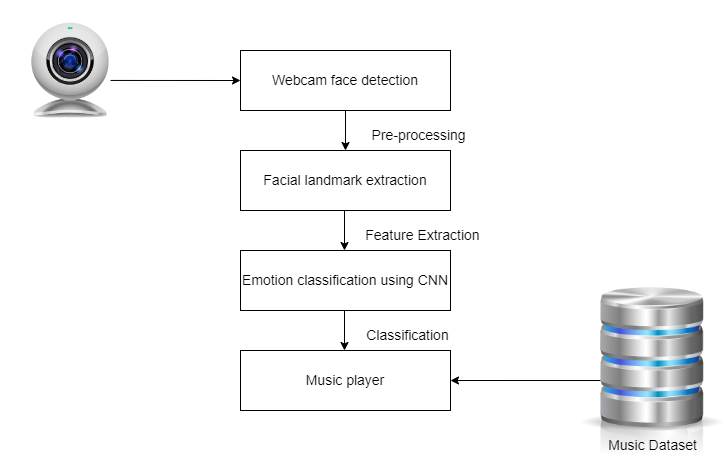 Webcam face detection
Pre-processing
Facial landmark extraction
Feature Extraction
Emotion classification using CNN
Classification
Music player
Music Dataset